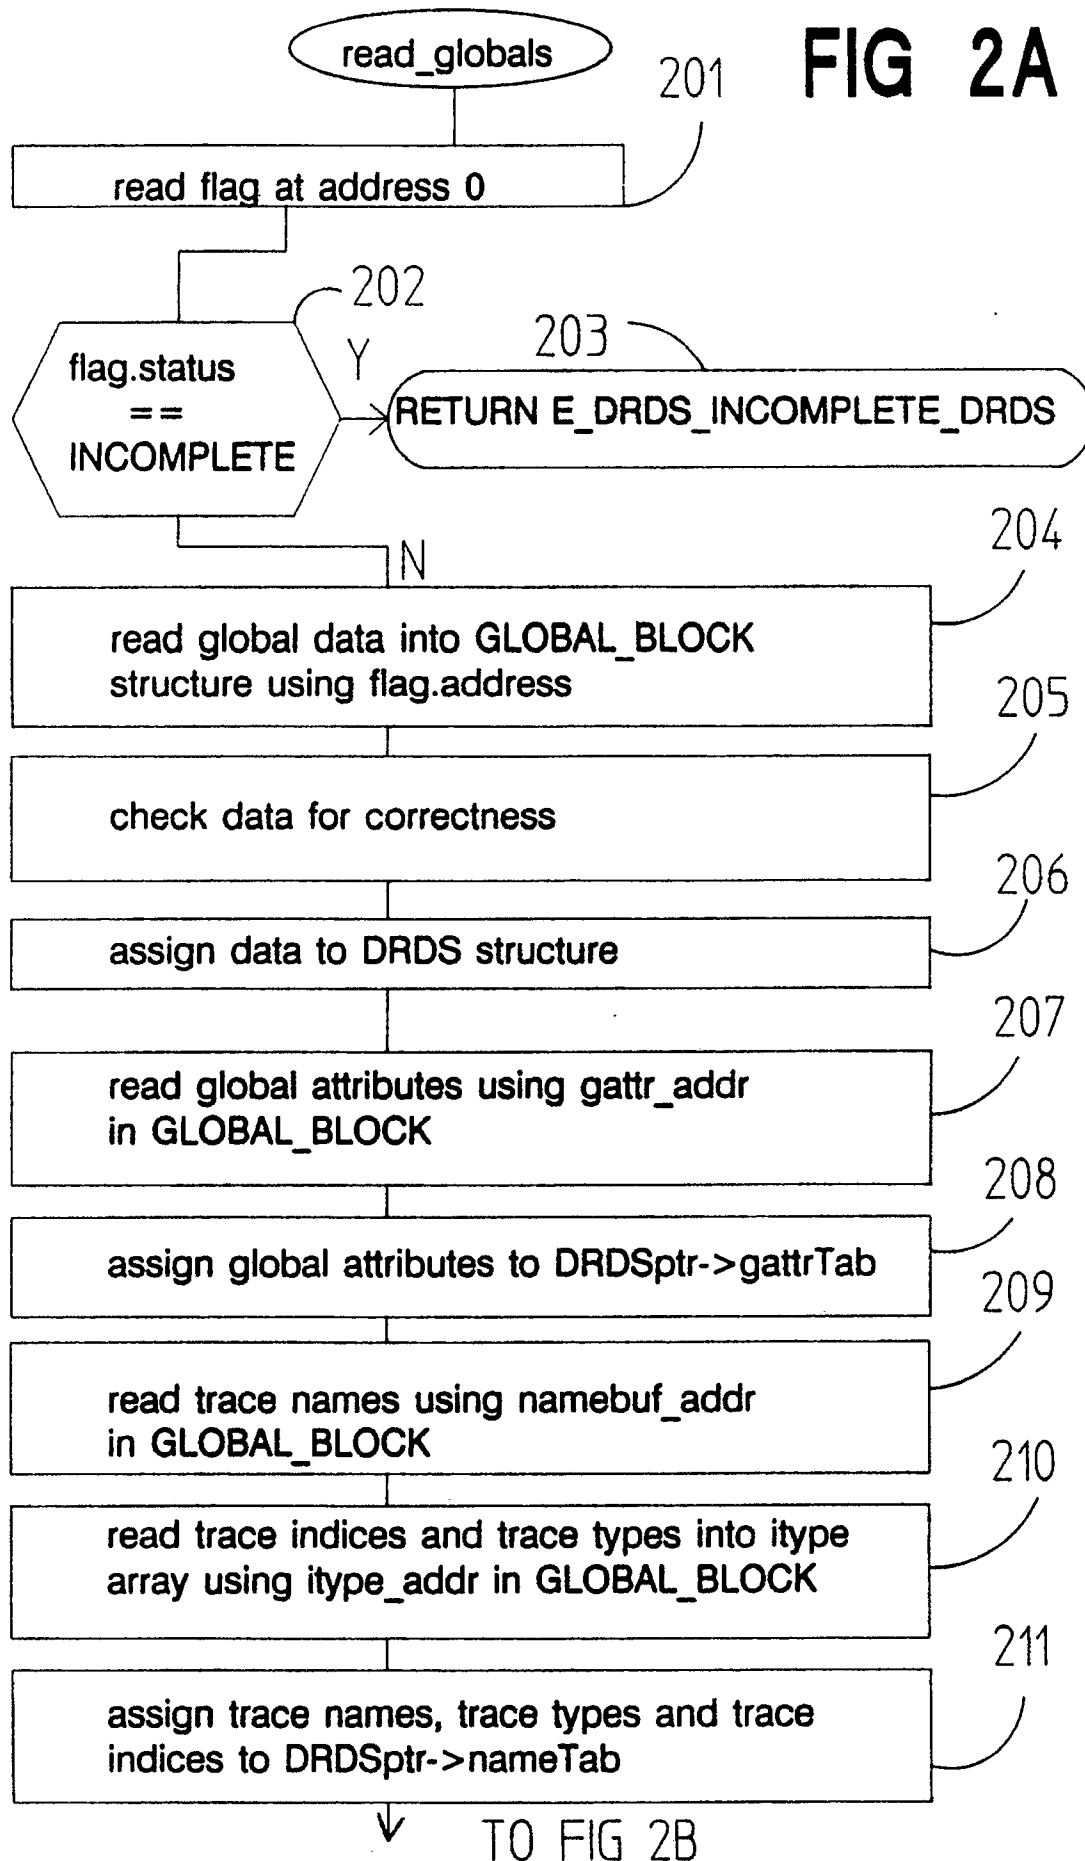 FIG 2A
read_globals
201
read flag at address 0
202
flag.status
==
INCOMPLETE
Y
203
RETURN E_DRDS_INCOMPLETE_DRDS
N
204
read global data into GLOBAL_BLOCK
structure using flag.address
205
check data for correctness
206
assign data to DRDS structure
207
read global attributes using gattr_addr
in GLOBAL_BLOCK
208
assign global attributes to DRDSptr->gattrTab
209
read trace names using namebuf_addr
in GLOBAL_BLOCK
210
read trace indices and trace types into itype
array using itype_addr in GLOBAL_BLOCK
211
assign trace names, trace types and trace
indices to DRDSptr->nameTab
TO FIG 2B